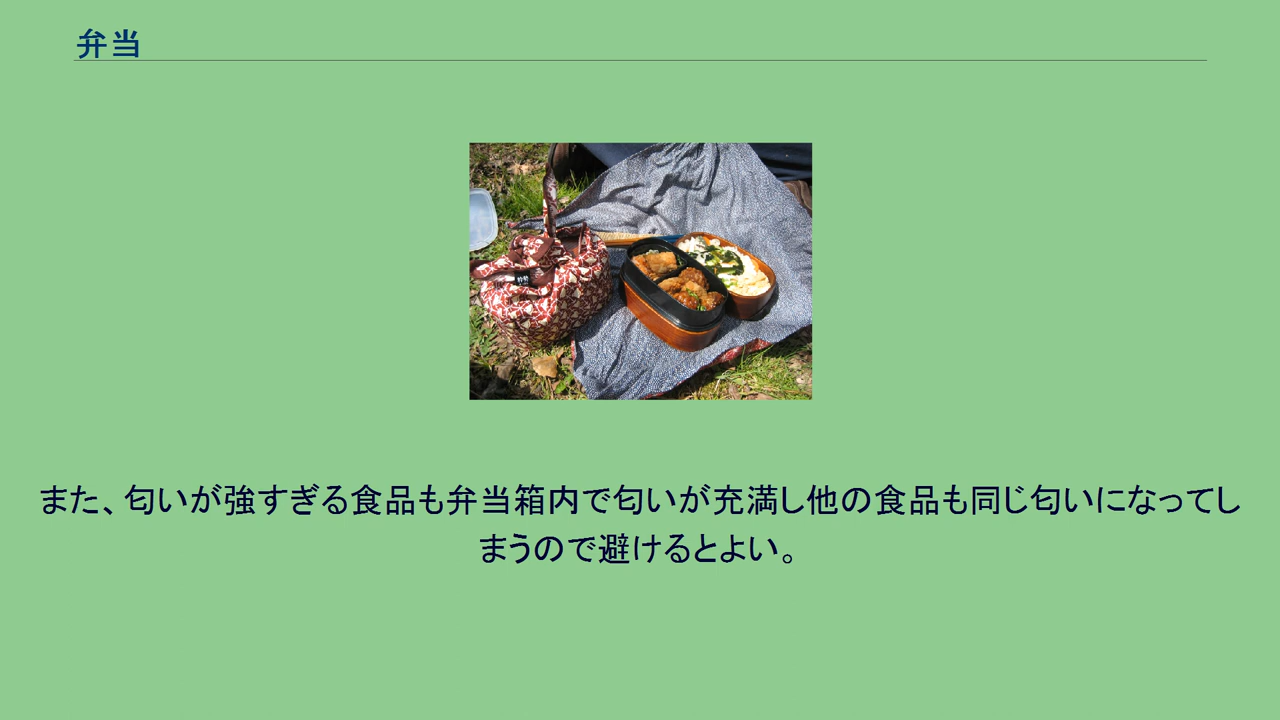 弁当
また、匂いが強すぎる食品も弁当箱内で匂いが充満し他の食品も同じ匂いになってし
まうので避けるとよい。